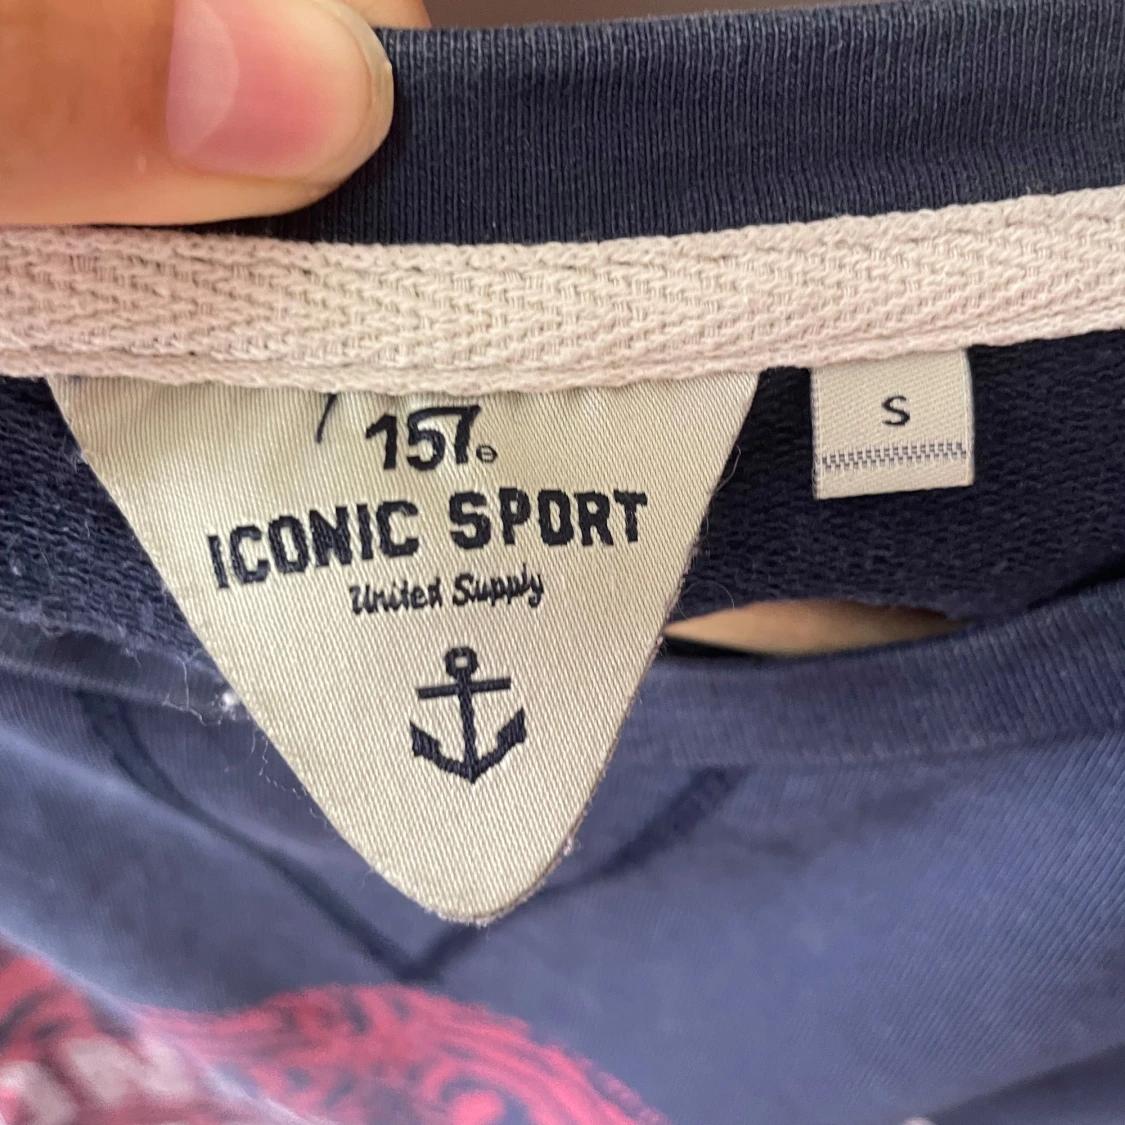 157
ICONIC SPORT
United Supply
S